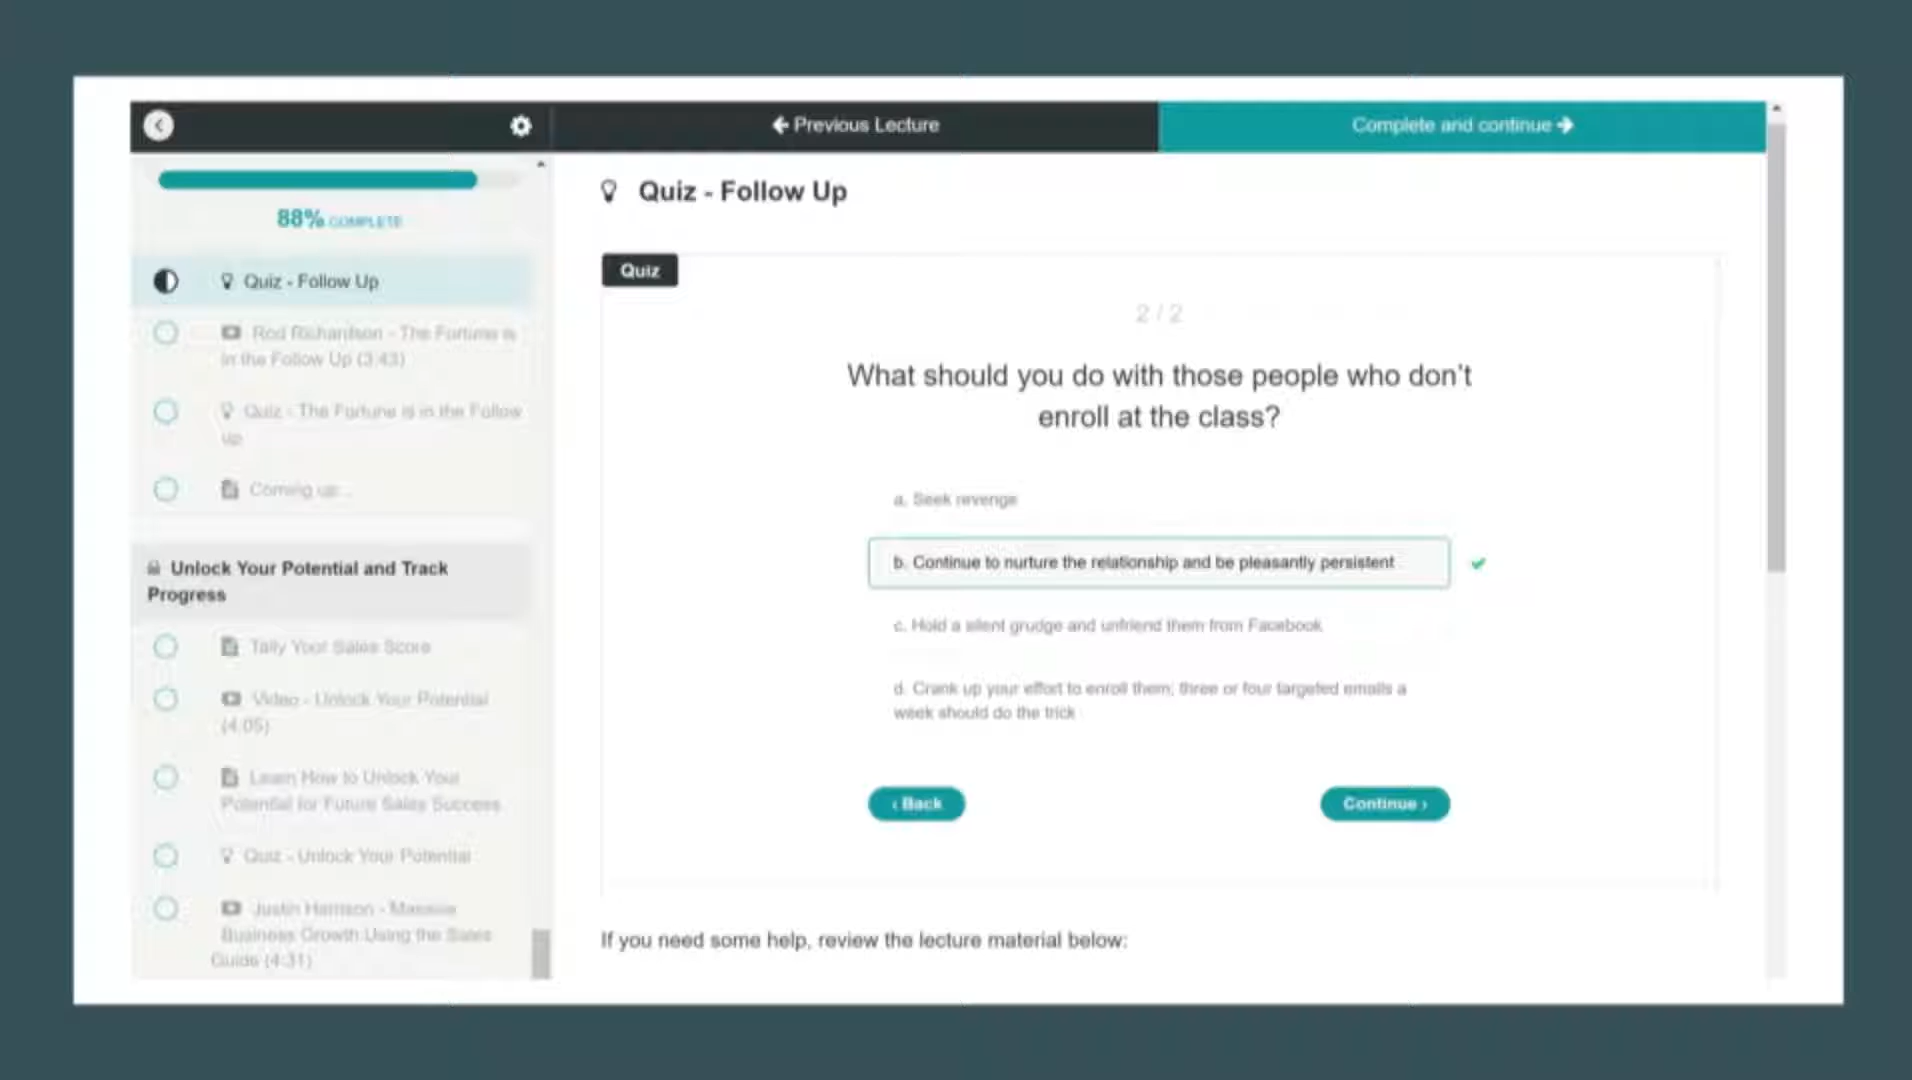 Previous Lecture
Complete and continue
88% COMPLETE
Quiz - Follow Up
Rod Richardson - The Fortune is
in the Follow Up (3:43)
Quiz - The Fortune is in the Follow
up
Coming up...
Unlock Your Potential and Track
Progress
Tally Your Sales Score
Video - Unlock Your Potential
(4:05)
Learn How to Unlock Your
Potential for Future Sales Success
Quiz - Unlock Your Potential
Justin Harrison - Massive
Business Growth Using the Sales
Guide (4:31)
Quiz - Follow Up
Quiz
2 / 2
What should you do with those people who don't
enroll at the class?
a. Seek revenge
b. Continue to nurture the relationship and be pleasantly persistent
c. Hold a silent grudge and unfriend them from Facebook
d. Crank up your effort to enroll them; three or four targeted emails a
week should do the trick
‹ Back
Continue ›
If you need some help, review the lecture material below: